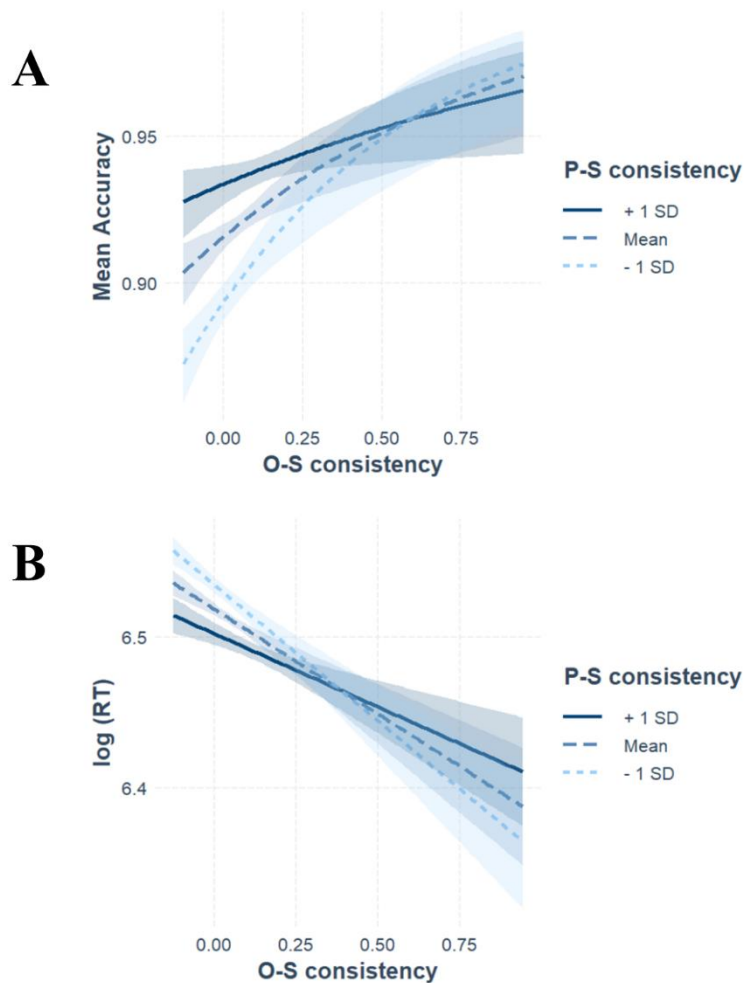 A
Mean Accuracy
0.95
0.90
0.00 0.25 0.50 0.75
O-S consistency
P-S consistency
+ 1 SD
Mean
- 1 SD
B
log (RT)
6.5
6.4
0.00 0.25 0.50 0.75
O-S consistency
P-S consistency
+ 1 SD
Mean
- 1 SD